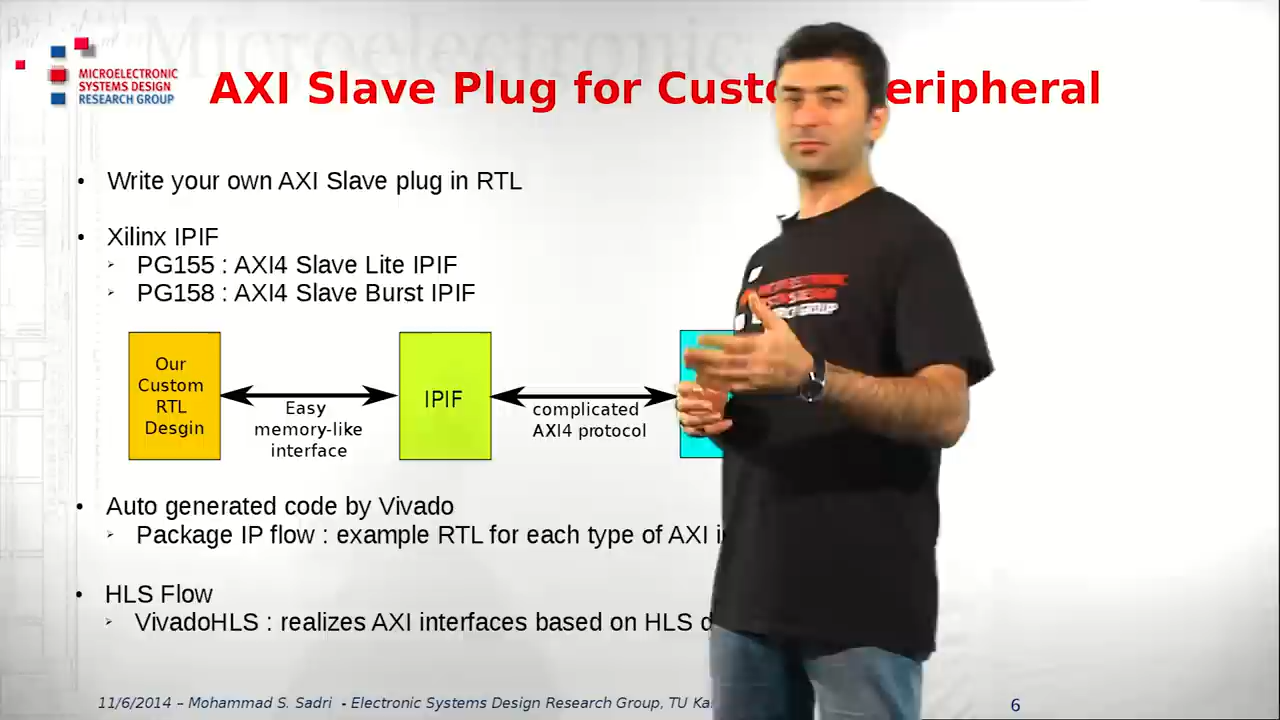 Microelectronic
MICROELECTRONIC
SYSTEMS DESIGN
RESEARCH GROUP
AXI Slave Plug for eripheral
• Write your own AXI Slave plug in RTL
• Xilinx IPIF
PG155 : AXI4 Slave Lite IPIF
PG158 : AXI4 Slave Burst IPIF
Our
Custom
RTL
Desgin
Easy
memory-like
interface
IPIF
complicated
AXI4 protocol
• Auto generated code by Vivado
Package IP flow : example RTL for each type of AXI
• HLS Flow
VivadoHLS : realizes AXI interfaces based on HLS
11/6/2014 – Mohammad S. Sadri - Electronic Systems Design Research Group, TU
6